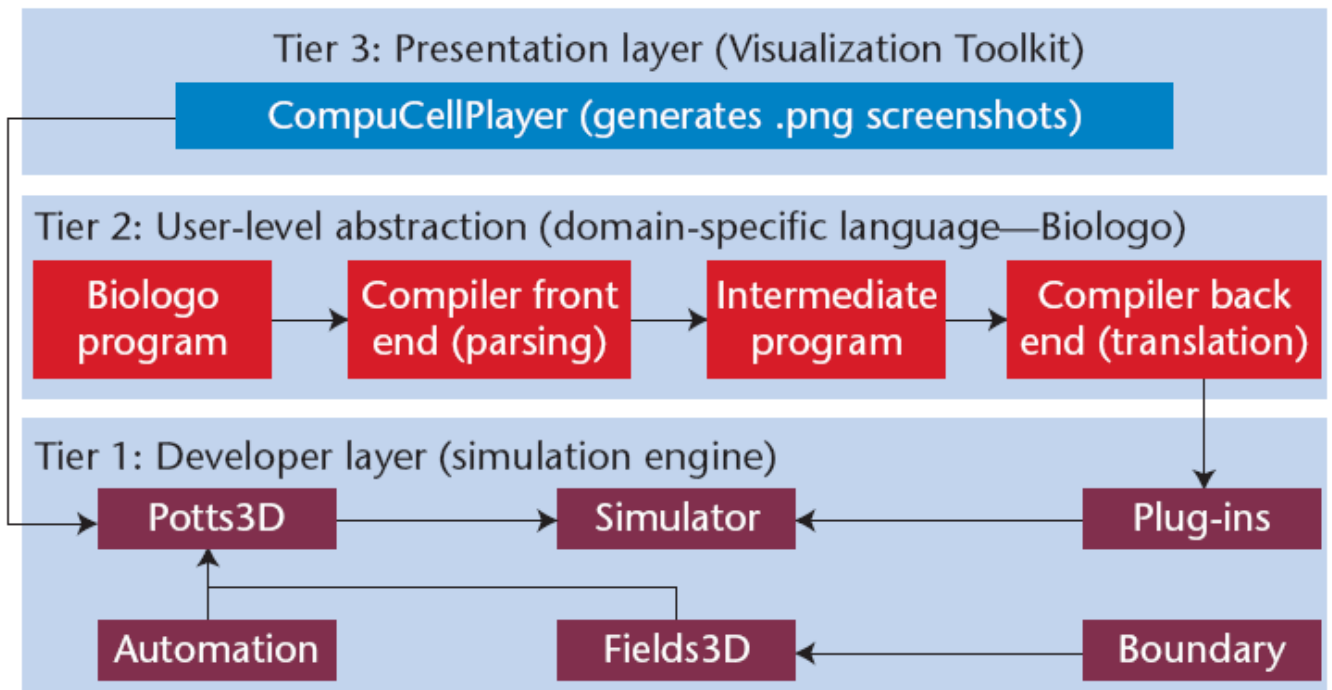 Tier 3: Presentation layer (Visualization Toolkit)
CompuCellPlayer (generates .png screenshots)
Tier 2: User-level abstraction (domain-specific language—Biologo)
Biologo
program
Compiler front
end (parsing)
Intermediate
program
Compiler back
end (translation)
Tier 1: Developer layer (simulation engine)
Potts3D
Simulator
Plug-ins
Automation
Fields3D
Boundary